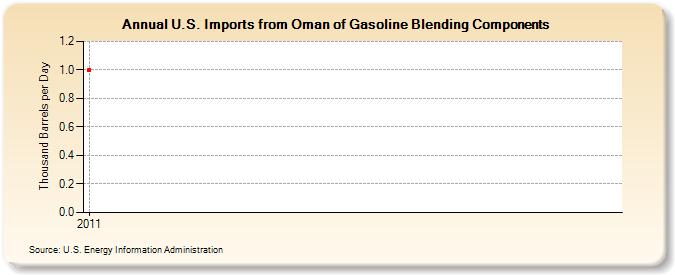 Annual U.S. Imports from Oman of Gasoline Blending Components
Thousand Barrels per Day
1.2
1.0
0.8
0.6
0.4
0.2
0.0
2011
Source: U.S. Energy Information Administration